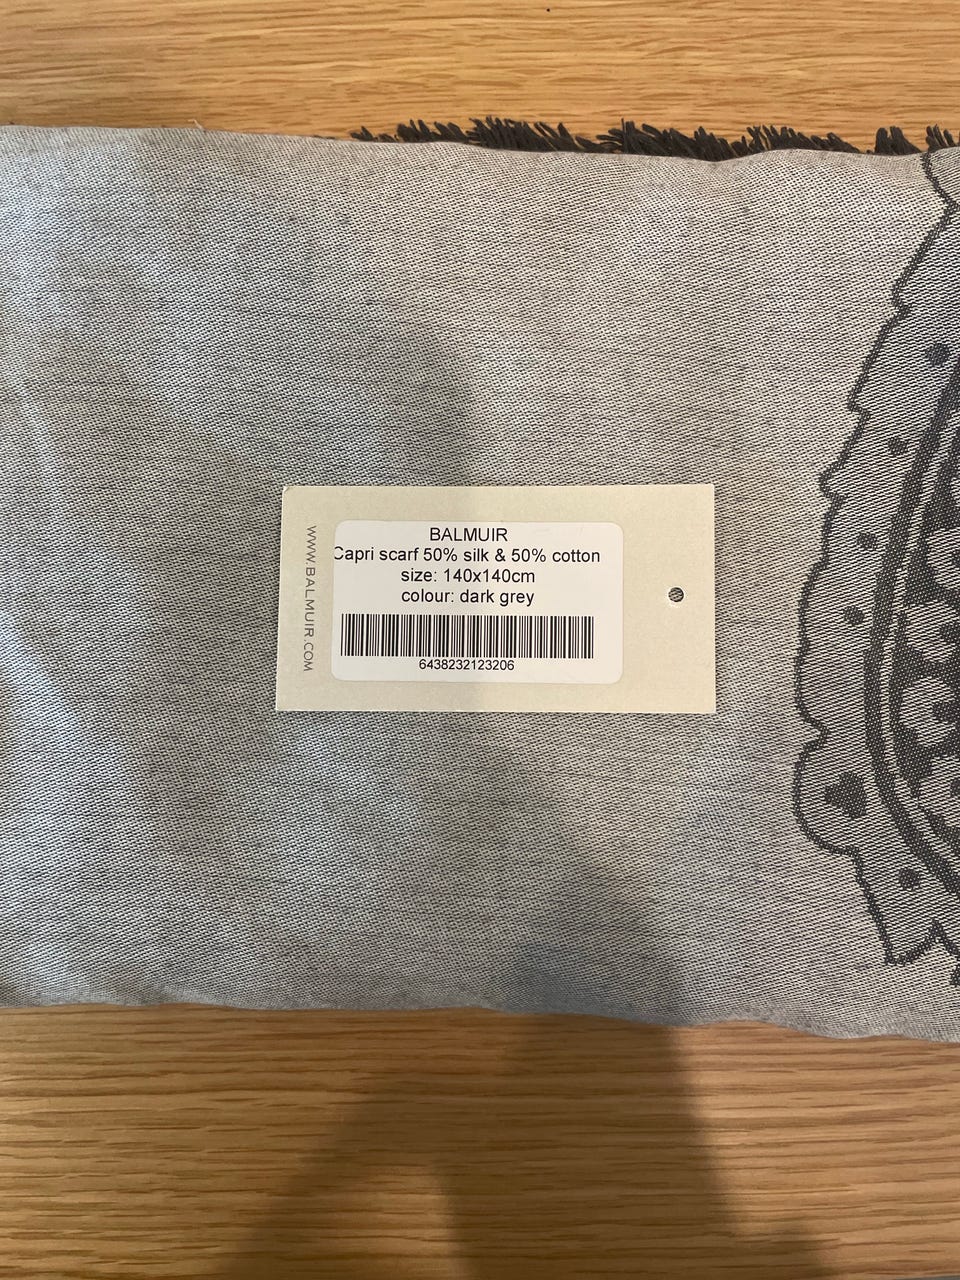 BALMUIR
Capri scarf 50% silk & 50% cotton
size: 140x140cm
colour: dark grey
6438232123206
WWW.BALMUIR.COM